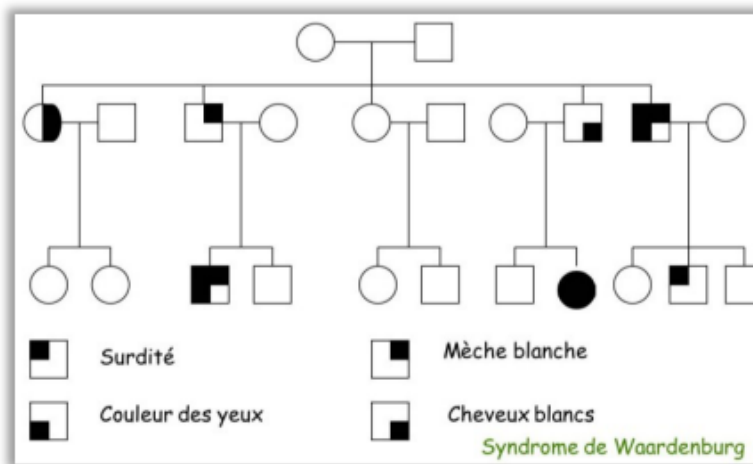 Surdité
Mèche blanche
Couleur des yeux
Cheveux blancs
Syndrome de Waardenburg